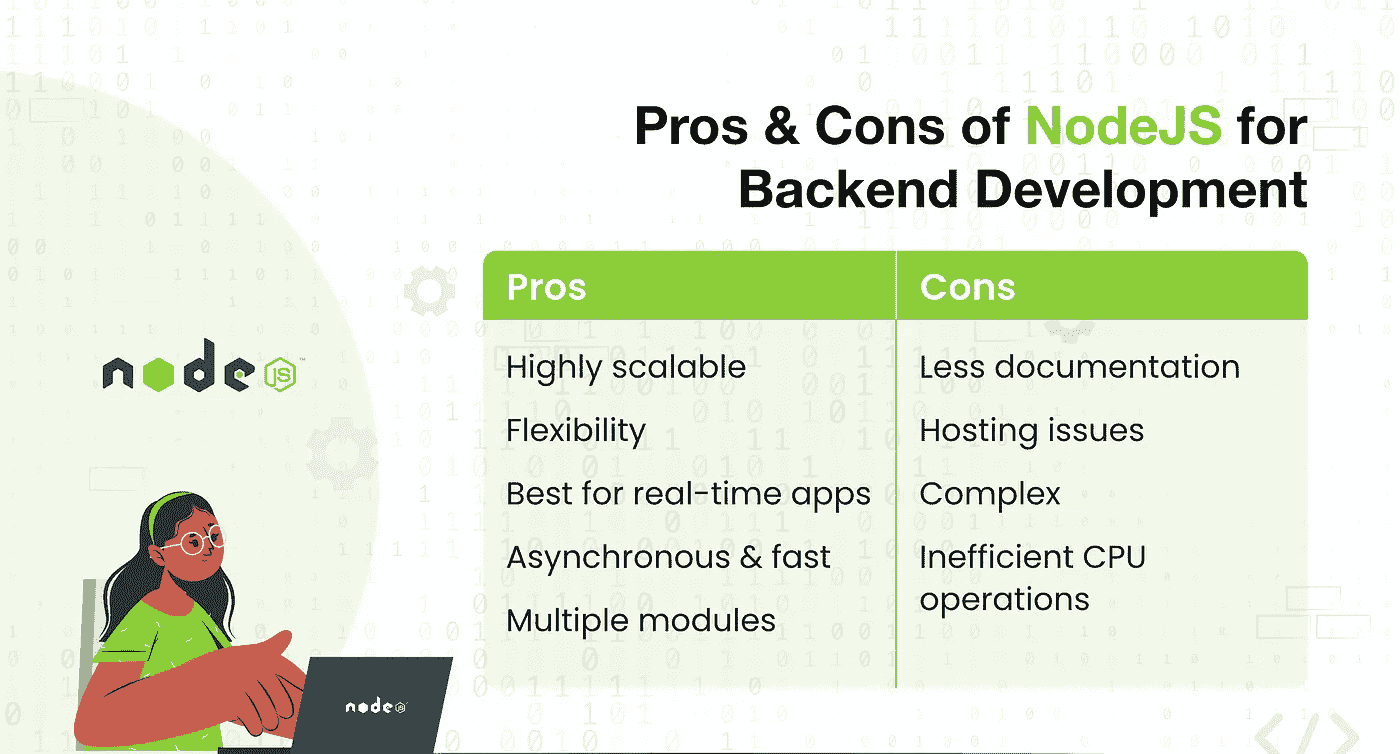 Pros & Cons of NodeJS for
Backend Development
Pros
Cons
Highly scalable
Less documentation
Flexibility
Hosting issues
Best for real-time apps
Complex
Asynchronous & fast
Inefficient CPU
operations
Multiple modules
node JS ™
node JS
</>